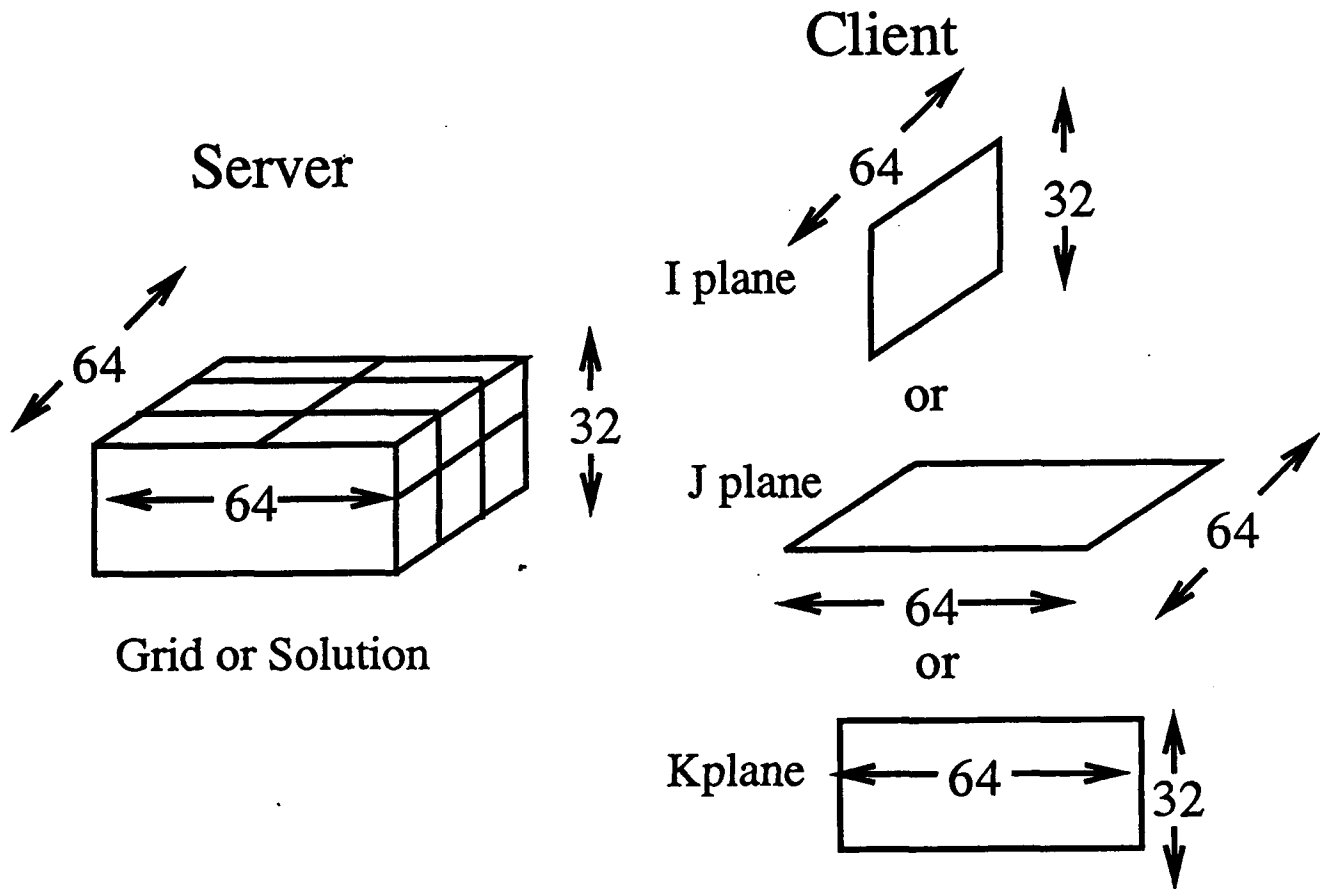 Server
64
32
64
Grid or Solution
Client
64
32
I plane
or
J plane
64
64
or
Kplane
64
32